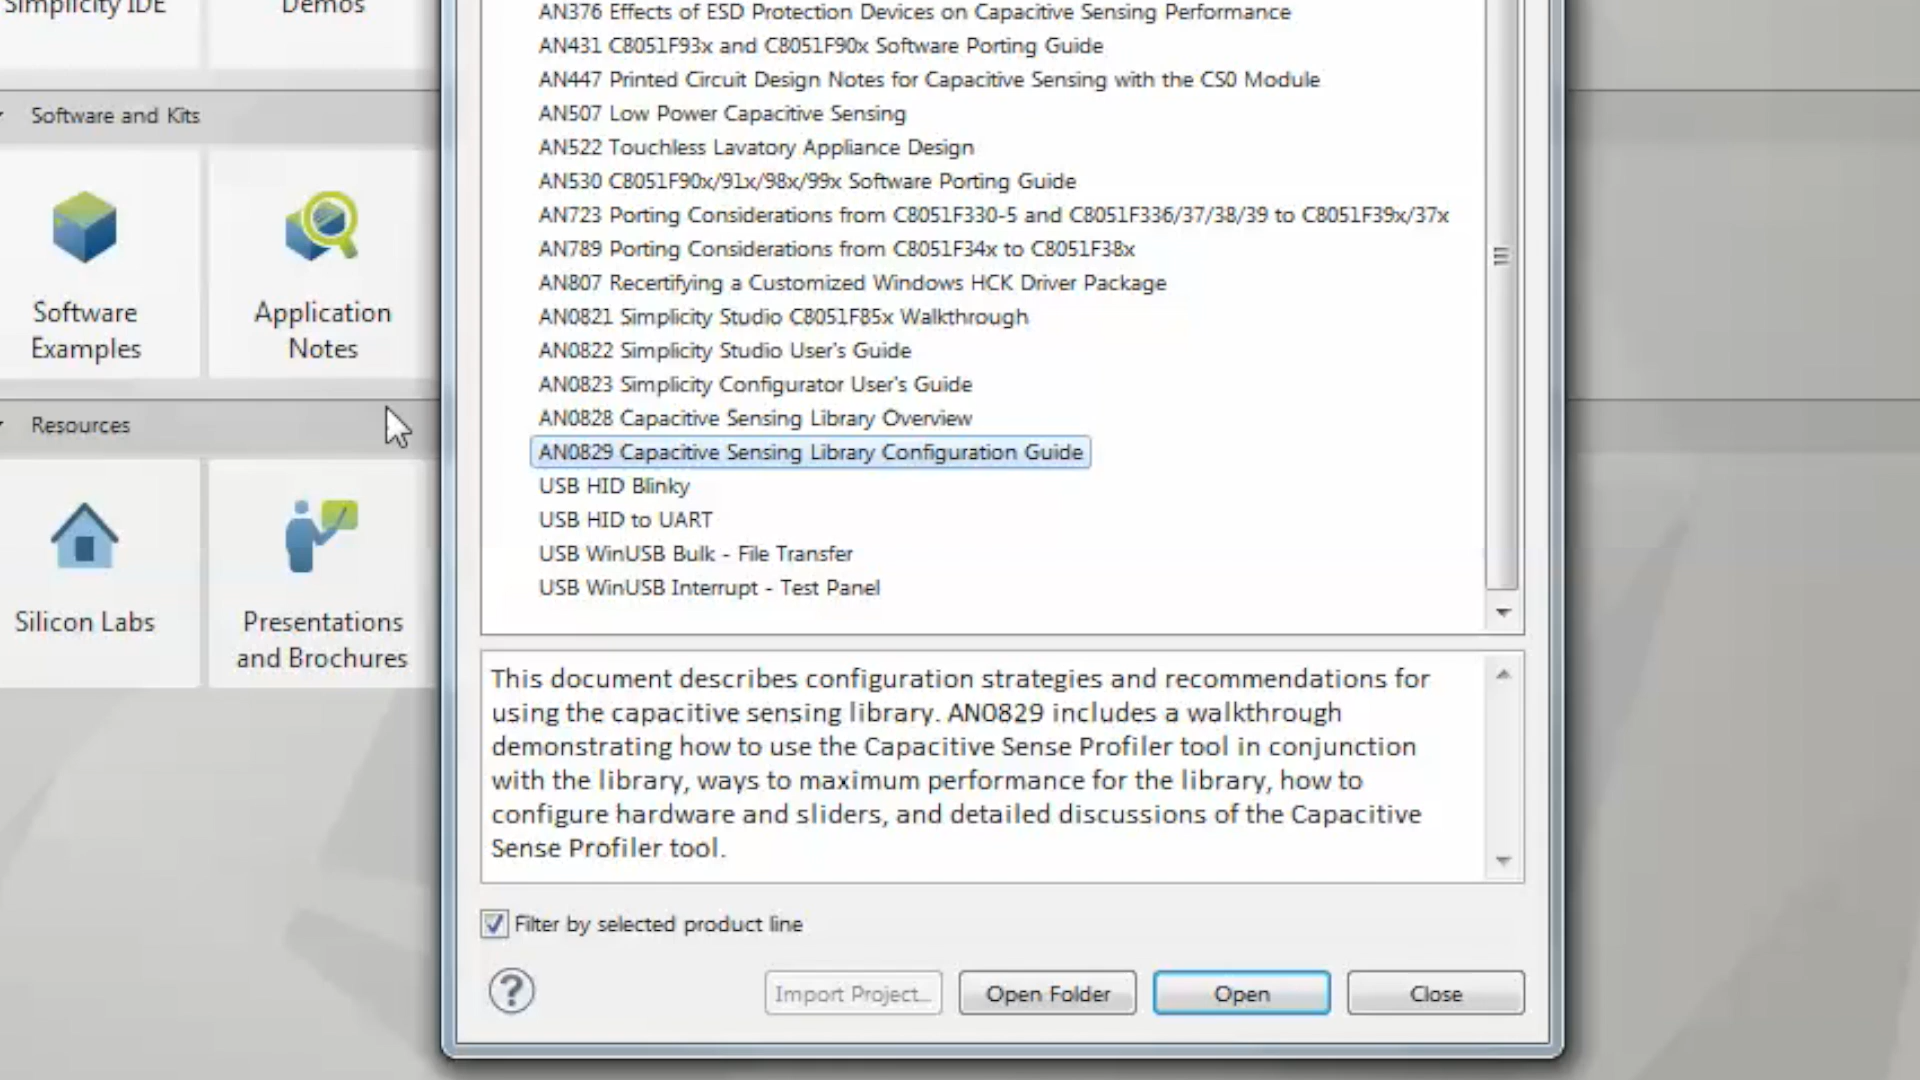 Simplicity IDE
Demos
Software and Kits
Software
Examples
Application
Notes
Resources
Silicon Labs
Presentations
and Brochures
AN376 Effects of ESD Protection Devices on Capacitive Sensing Performance
AN431 C8051F93x and C8051F90x Software Porting Guide
AN447 Printed Circuit Design Notes for Capacitive Sensing with the CS0 Module
AN507 Low Power Capacitive Sensing
AN522 Touchless Lavatory Appliance Design
AN530 C8051F90x/91x/98x/99x Software Porting Guide
AN723 Porting Considerations from C8051F330-5 and C8051F336/37/38/39 to C8051F39x/37x
AN789 Porting Considerations from C8051F34x to C8051F38x
AN807 Recertifying a Customized Windows HCK Driver Package
AN0821 Simplicity Studio C8051F85x Walkthrough
AN0822 Simplicity Studio User's Guide
AN0823 Simplicity Configurator User's Guide
AN0828 Capacitive Sensing Library Overview
AN0829 Capacitive Sensing Library Configuration Guide
USB HID Blinky
USB HID to UART
USB WinUSB Bulk - File Transfer
USB WinUSB Interrupt - Test Panel
This document describes configuration strategies and recommendations for
using the capacitive sensing library. AN0829 includes a walkthrough
demonstrating how to use the Capacitive Sense Profiler tool in conjunction
with the library, ways to maximum performance for the library, how to
configure hardware and sliders, and detailed discussions of the Capacitive
Sense Profiler tool.
Filter by selected product line
?
Import Project...
Open Folder
Open
Close